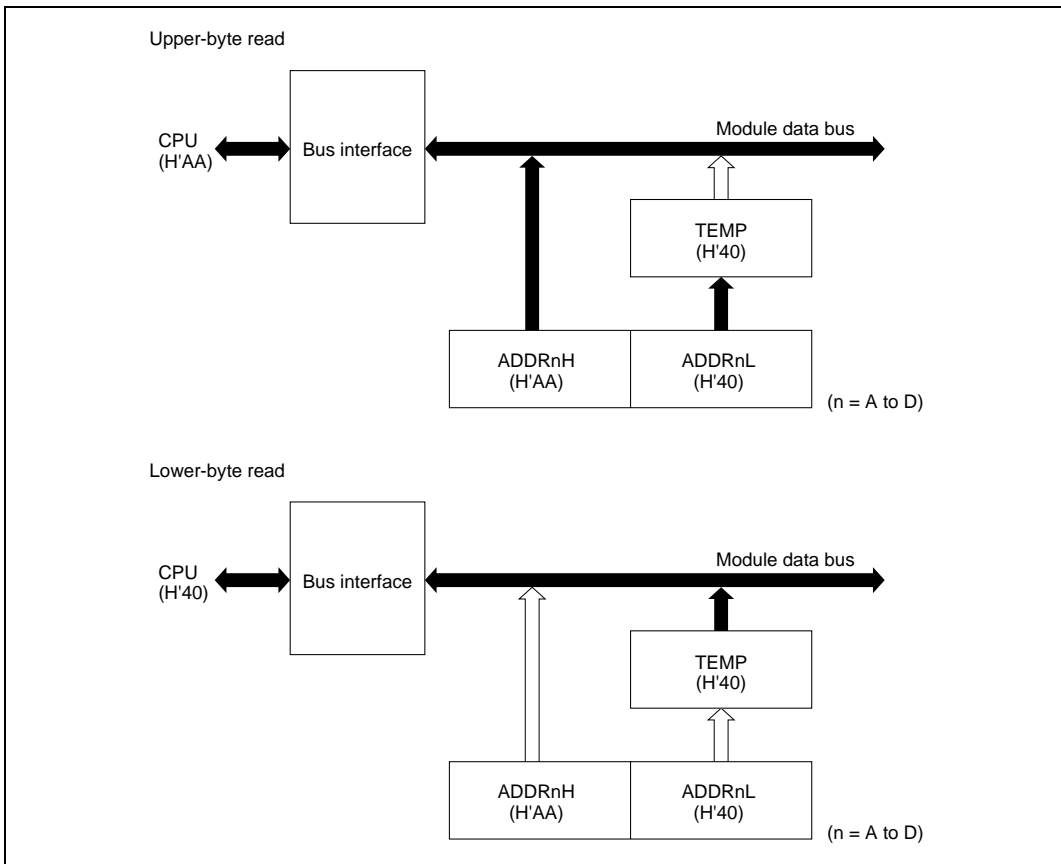 Upper-byte read
CPU
(H'AA)
Bus interface
Module data bus
TEMP
(H'40)
ADDRnH
(H'AA)
ADDRnL
(H'40)
(n = A to D)
Lower-byte read
CPU
(H'40)
Bus interface
Module data bus
TEMP
(H'40)
ADDRnH
(H'AA)
ADDRnL
(H'40)
(n = A to D)